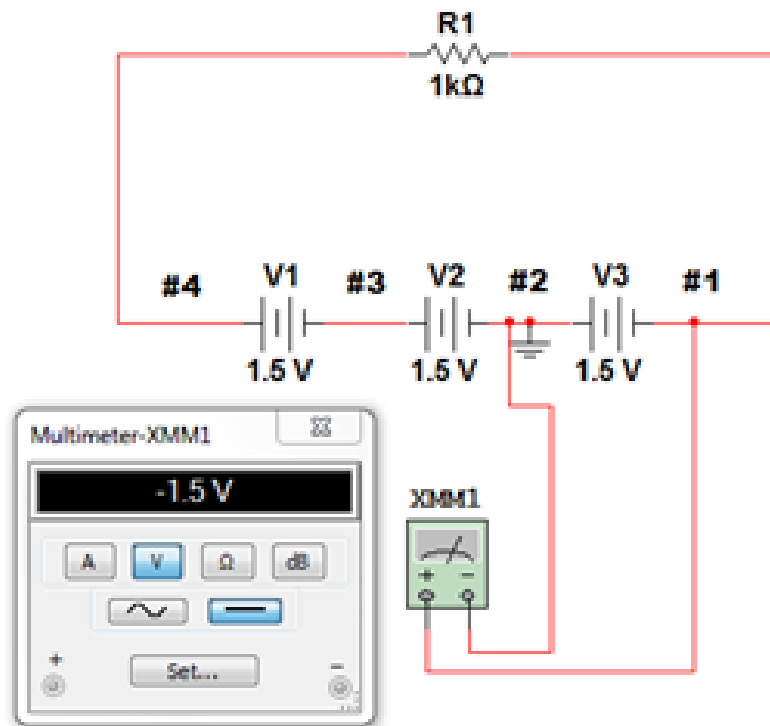 R1
1kΩ
#4 V1 #3 V2 #2 V3 #1
1.5 V 1.5 V 1.5 V
Multimeter-XMM1
-1.5 V
A V Ω dB
+ Set... −
XMM1
+ −